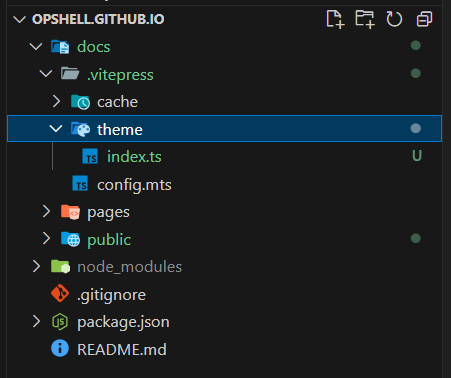 OPSHELL.GITHUB.IO
docs
.vitepress
cache
theme
TS index.ts U
TS config.mts
pages
public
node_modules
.gitignore
JS package.json
README.md